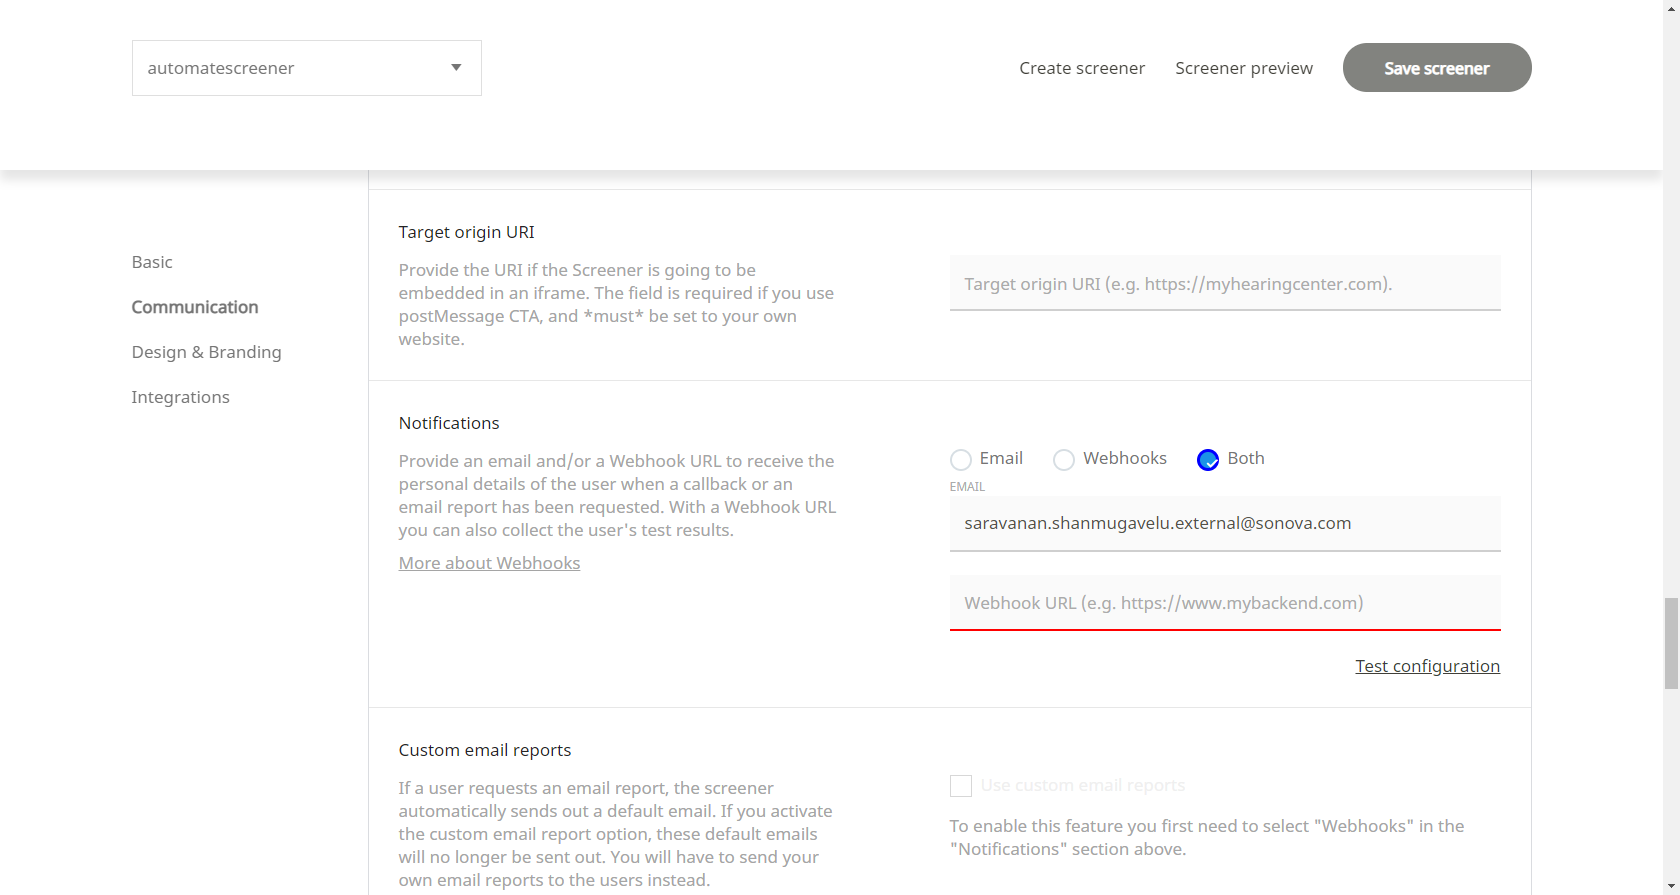 automatescreener
Create screener
Screener preview
Save screener
Basic
Communication
Design & Branding
Integrations
Target origin URI
Provide the URI if the Screener is going to be
embedded in an iframe. The field is required if you use
postMessage CTA, and *must* be set to your own
website.
Target origin URI (e.g. https://myhearingcenter.com).
Notifications
Provide an email and/or a Webhook URL to receive the
personal details of the user when a callback or an
email report has been requested. With a Webhook URL
you can also collect the user's test results.
More about Webhooks
Email
Webhooks
Both
EMAIL
saravanan.shanmugavelu.external@sonova.com
Webhook URL (e.g. https://www.mybackend.com)
Test configuration
Custom email reports
If a user requests an email report, the screener
automatically sends out a default email. If you activate
the custom email report option, these default emails
will no longer be sent out. You will have to send your
own email reports to the users instead.
Use custom email reports
To enable this feature you first need to select "Webhooks" in the
"Notifications" section above.